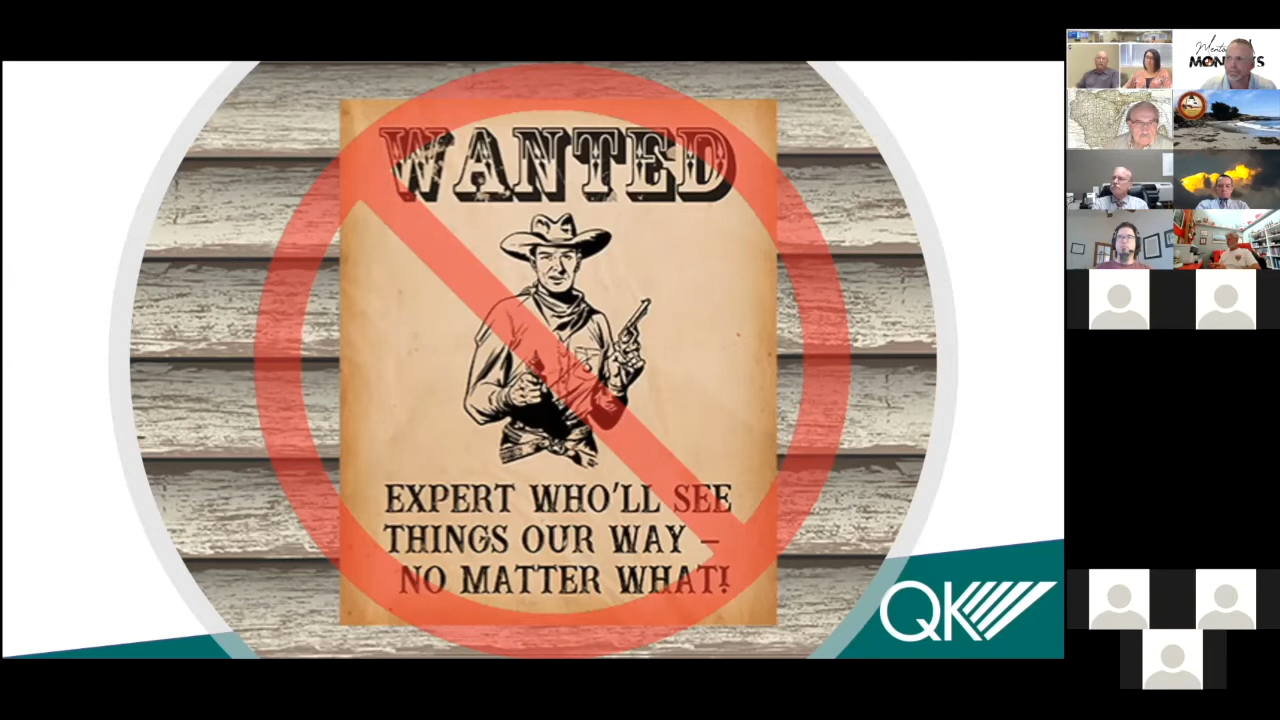 WANTED
EXPERT WHO'LL SEE
THINGS OUR WAY –
NO MATTER WHAT!
QK